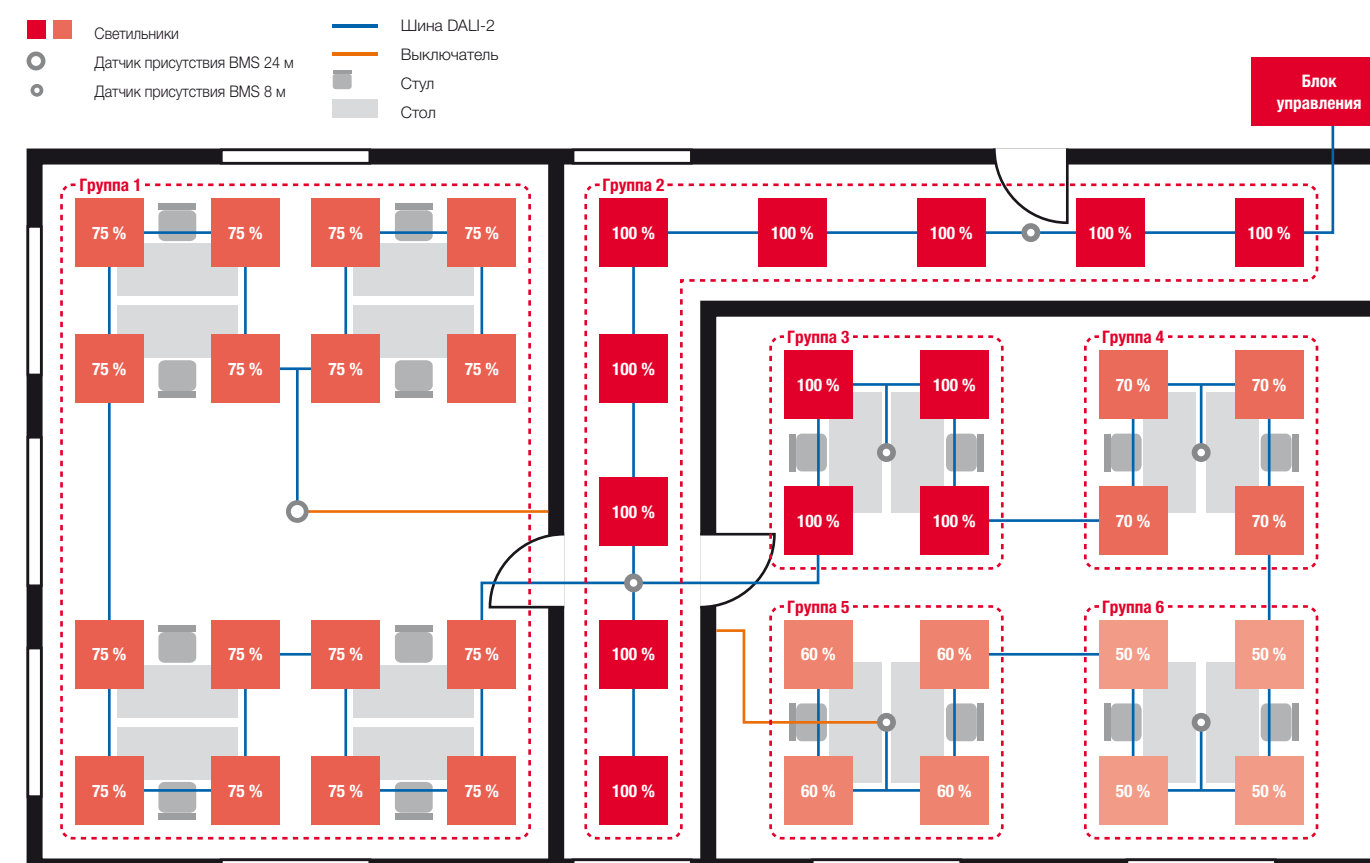 Светильники
Датчик присутствия BMS 24 м
Датчик присутствия BMS 8 м
Шина DALI-2
Выключатель
Стул
Стол
Блок
управления
Группа 1
75 % 75 % 75 % 75 %
75 % 75 % 75 % 75 %
75 % 75 % 75 % 75 %
75 % 75 % 75 % 75 %
Группа 2
100 % 100 % 100 % 100 % 100 %
100 %
100 %
100 %
100 %
Группа 3
100 % 100 %
100 % 100 %
Группа 4
70 % 70 %
70 % 70 %
Группа 5
60 % 60 %
60 % 60 %
Группа 6
50 % 50 %
50 % 50 %